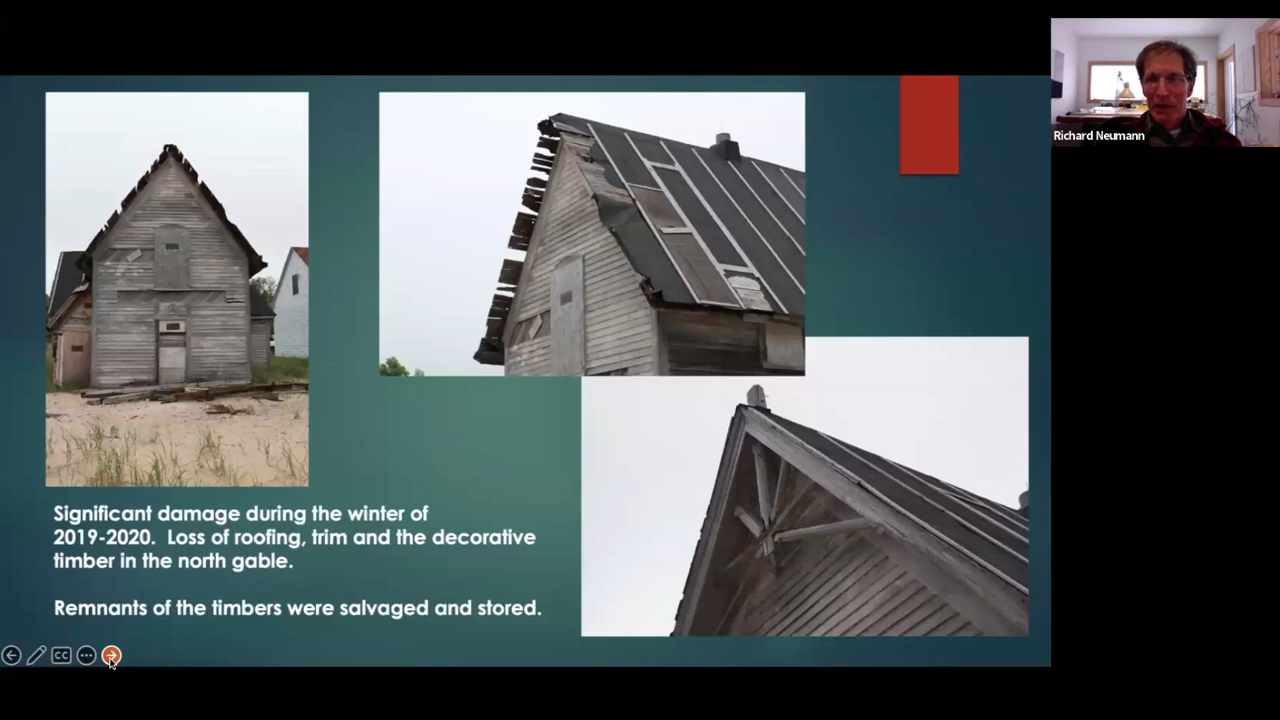 Richard Neumann
Significant damage during the winter of
2019-2020.  Loss of roofing, trim and the decorative
timber in the north gable.
Remnants of the timbers were salvaged and stored.
CC